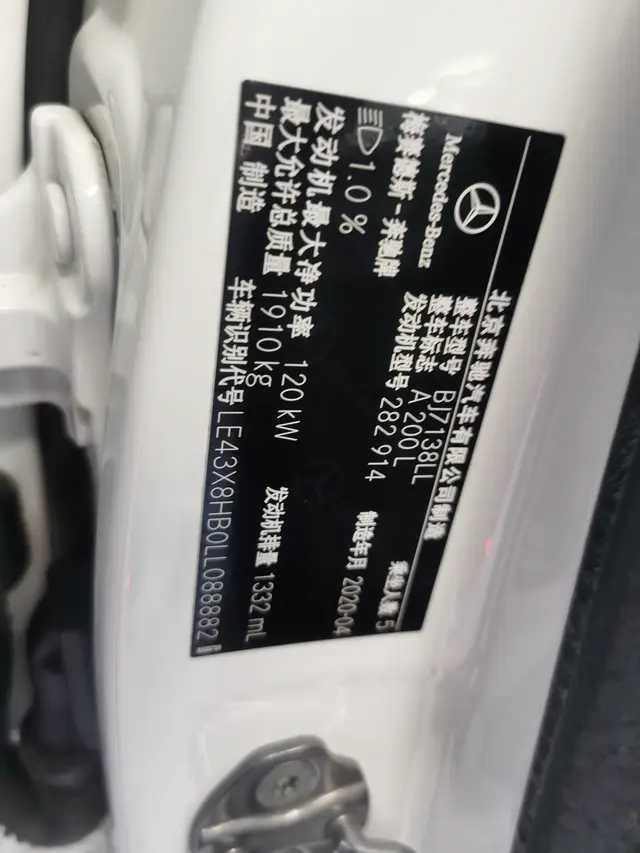 北京奔驰汽车有限公司制造
Mercedes-Benz
梅赛德斯-奔驰牌
整车型号 BJ7138LL
整车标志 A 200 L
发动机型号 282 914
乘坐人数 5
制造年月 2020-04
1.0 %
发动机最大净功率 120 kW
发动机排量 1332 mL
最大允许总质量 1910 kg
中国 制造
车辆识别代号 LE43X8HB0LL088882